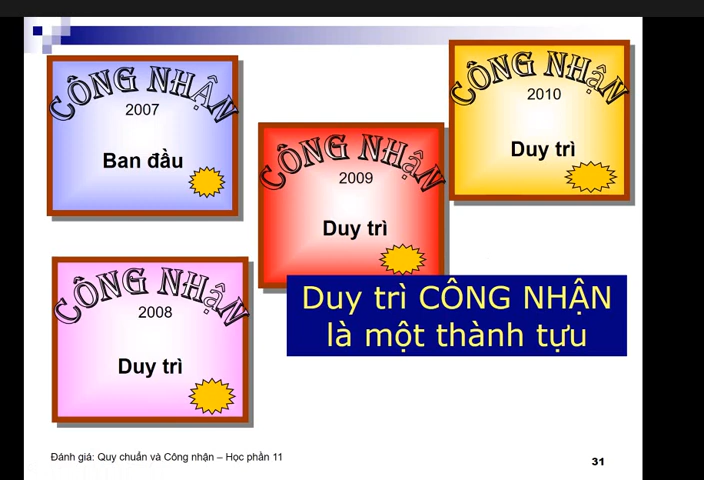 CÔNG NHẬN
2007
Ban đầu
CÔNG NHẬN
2008
Duy trì
CÔNG NHẬN
2009
Duy trì
CÔNG NHẬN
2010
Duy trì
Duy trì CÔNG NHẬN
là một thành tựu
Đánh giá: Quy chuẩn và Công nhận – Học phần 11
31